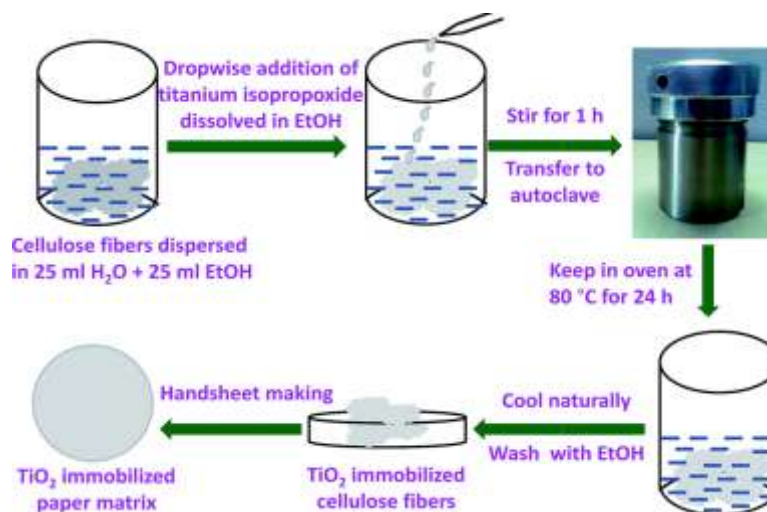 Dropwise addition of
titanium isopropoxide
dissolved in EtOH
Stir for 1 h
Transfer to
autoclave
Cellulose fibers dispersed
in 25 ml H₂O + 25 ml EtOH
Keep in oven at
80 °C for 24 h
Handsheet making
Cool naturally
Wash with EtOH
TiO₂ immobilized
paper matrix
TiO₂ immobilized
cellulose fibers